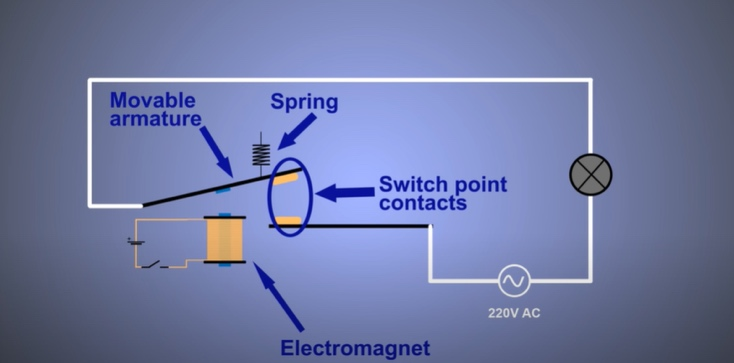 Movable
armature
Spring
Switch point
contacts
220V AC
Electromagnet